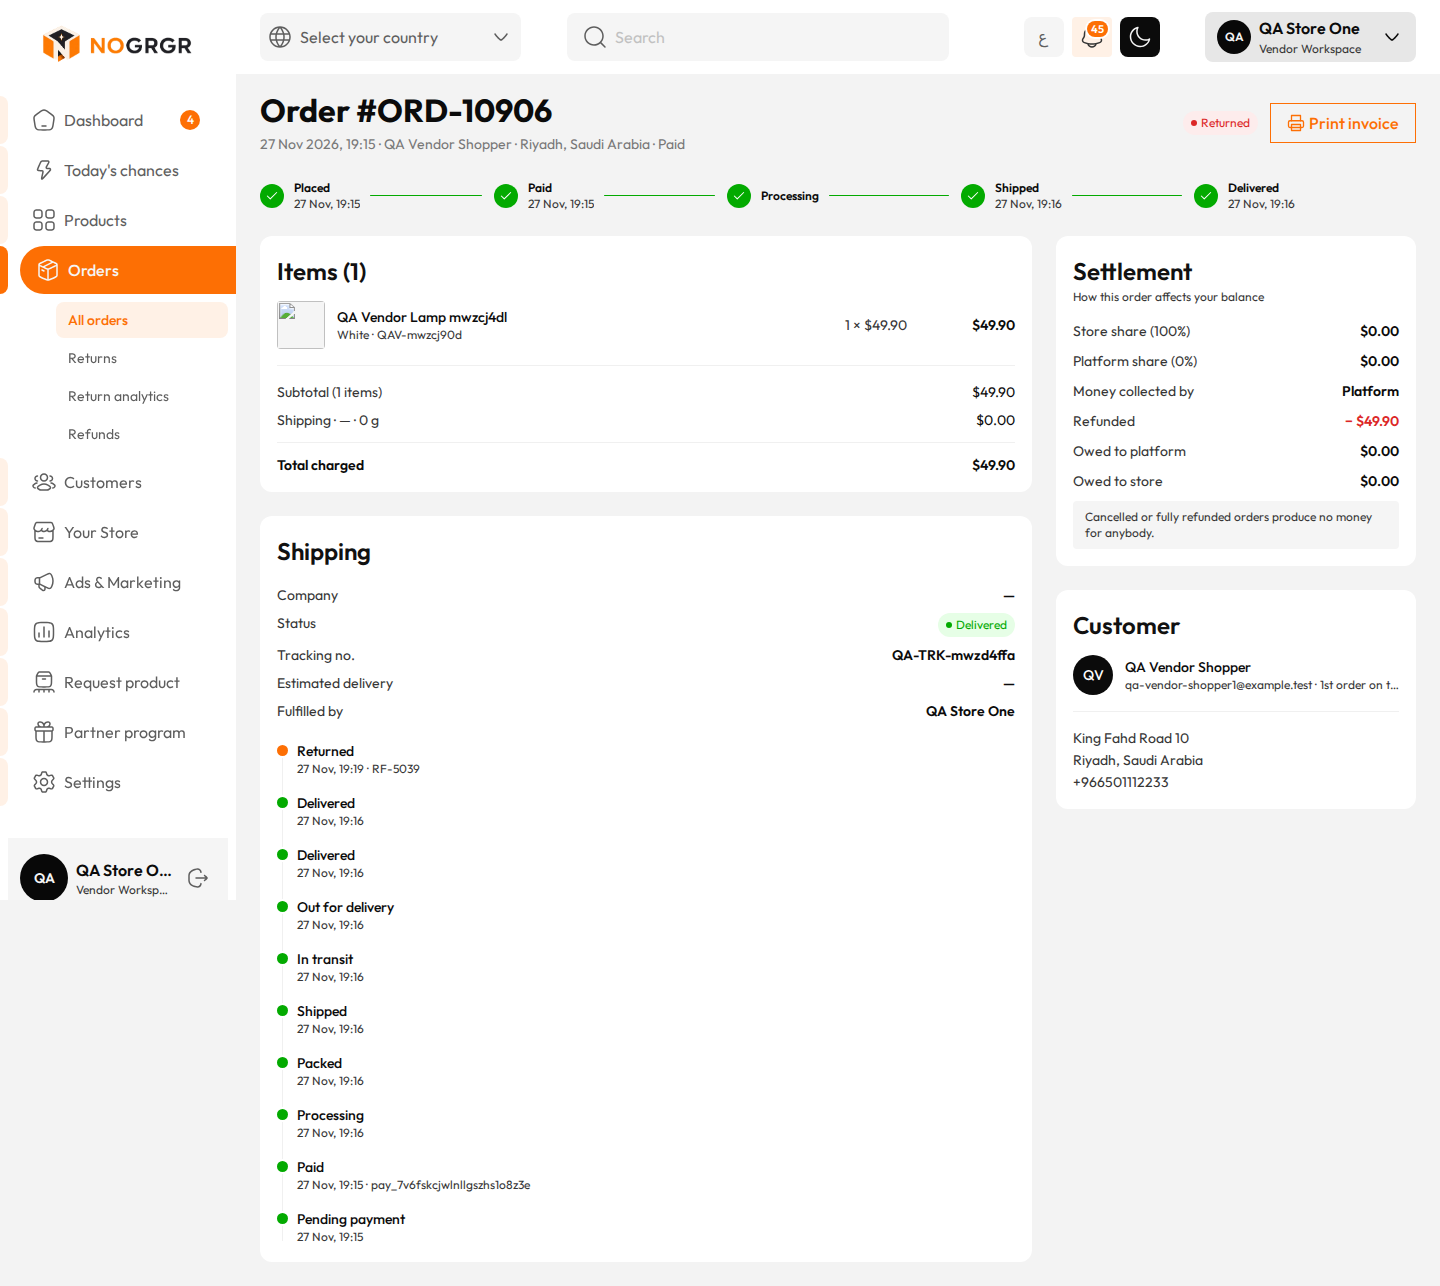 NOGRGR
Select your country
Search
ع
45
QA
QA Store One
Vendor Workspace
Dashboard
4
Today's chances
Products
Orders
All orders
Returns
Return analytics
Refunds
Customers
Your Store
Ads & Marketing
Analytics
Request product
Partner program
Settings
QA
QA Store O...
Vendor Worksp...
Order #ORD-10906
27 Nov 2026, 19:15 · QA Vendor Shopper · Riyadh, Saudi Arabia · Paid
Returned
Print invoice
Placed
27 Nov, 19:15
Paid
27 Nov, 19:15
Processing
Shipped
27 Nov, 19:16
Delivered
27 Nov, 19:16
Items (1)
QA Vendor Lamp mwzcj4dl
White · QAV-mwzcj90d
1 × $49.90
$49.90
Subtotal (1 items)
$49.90
Shipping · — · 0 g
$0.00
Total charged
$49.90
Shipping
Company
—
Status
Delivered
Tracking no.
QA-TRK-mwzd4ffa
Estimated delivery
—
Fulfilled by
QA Store One
Returned
27 Nov, 19:19 · RF-5039
Delivered
27 Nov, 19:16
Delivered
27 Nov, 19:16
Out for delivery
27 Nov, 19:16
In transit
27 Nov, 19:16
Shipped
27 Nov, 19:16
Packed
27 Nov, 19:16
Processing
27 Nov, 19:16
Paid
27 Nov, 19:15 · pay_7v6fskcjwlnllgszhs1o8z3e
Pending payment
27 Nov, 19:15
Settlement
How this order affects your balance
Store share (100%)
$0.00
Platform share (0%)
$0.00
Money collected by
Platform
Refunded
− $49.90
Owed to platform
$0.00
Owed to store
$0.00
Cancelled or fully refunded orders produce no money
for anybody.
Customer
QV
QA Vendor Shopper
qa-vendor-shopper1@example.test · 1st order on t...
King Fahd Road 10
Riyadh, Saudi Arabia
+966501112233